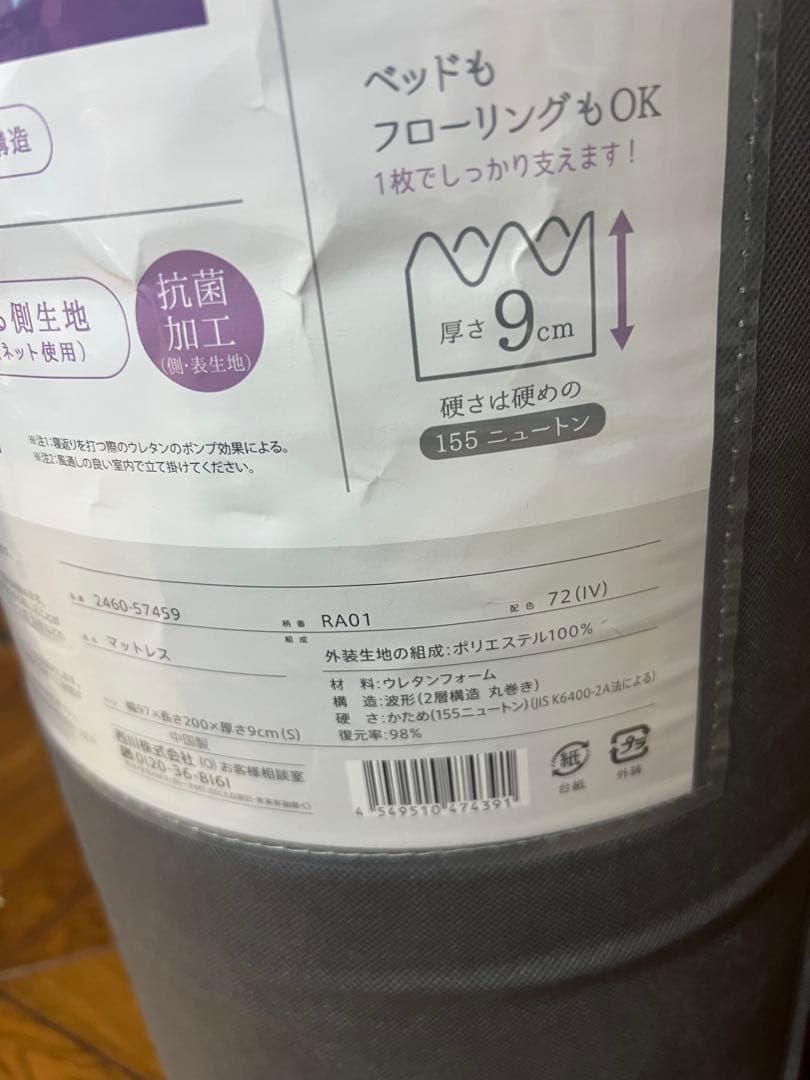 構造
ベッドも
フローリングもOK
1枚でしっかり支えます!
側生地
ネット使用)
抗菌
加工
(側・表生地)
厚さ9cm
硬さは硬めの
155 ニュートン
※注1:寝返りを打つ際のウレタンのポンプ効果による。
※注2:風通しの良い室内で立て掛けてください。
品番 2460-57459
柄番 RA01
配色 72(IV)
品名 マットレス
組成
外装生地の組成:ポリエステル100%
材 料:ウレタンフォーム
構 造:波形(2層構造 丸巻き)
硬 さ:かため(155ニュートン)(JIS K6400-2A法による)
復元率:98%
幅97×長さ200×厚さ9cm(S)
中国製
西川株式会社 (O) お客様相談室
0120-36-8161
4 549510 474391
紙
台紙
プラ
外装